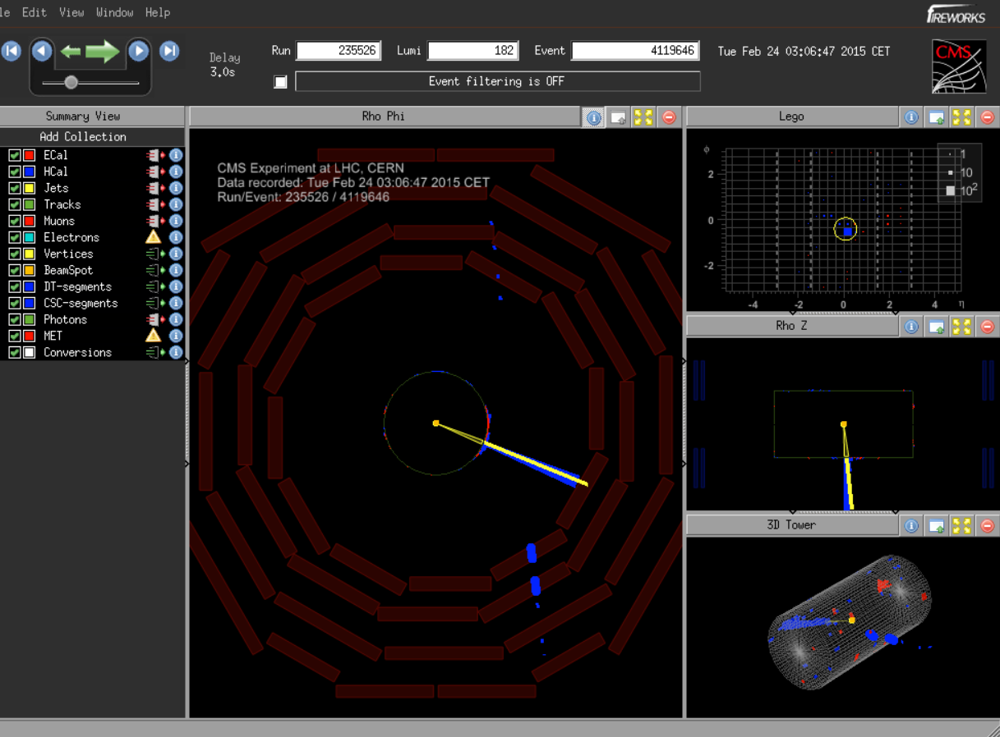 le Edit View Window Help
FIREWORKS
Delay
3.0s
Run 235526 Lumi 182 Event 4119646 Tue Feb 24 03:06:47 2015 CET
Event filtering is OFF
CMS
Summary View
Add Collection
ECal
HCal
Jets
Tracks
Muons
Electrons
Vertices
BeamSpot
DT-segments
CSC-segments
Photons
MET
Conversions
Rho Phi
CMS Experiment at LHC, CERN
Data recorded: Tue Feb 24 03:06:47 2015 CET
Run/Event: 235526 / 4119646
Lego
φ
2
0
-2
-4 -2 0 2 4 η
1
10
10²
Rho Z
3D Tower